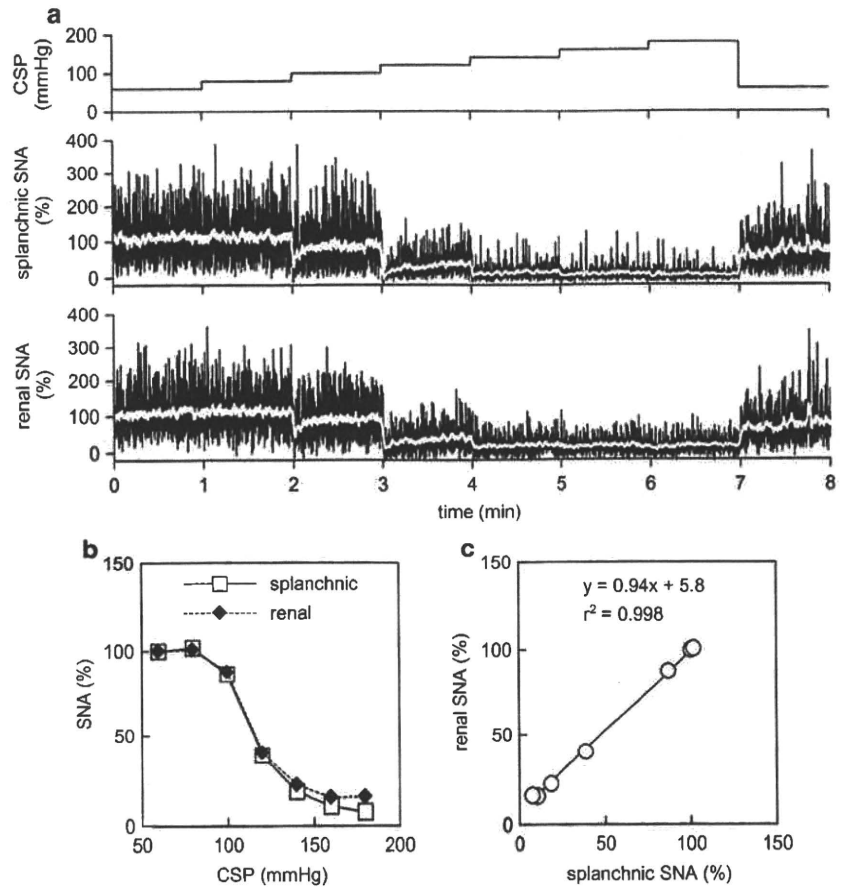 a
200
100
0
CSP
(mmHg)
400
300
200
100
0
splanchnic SNA
(%)
400
300
200
100
0
renal SNA
(%)
0 1 2 3 4 5 6 7 8
time (min)
b
150
100
50
0
SNA (%)
splanchnic
renal
50 100 150 200
CSP (mmHg)
c
150
100
50
0
renal SNA (%)
y = 0.94x + 5.8
r² = 0.998
0 50 100 150
splanchnic SNA (%)